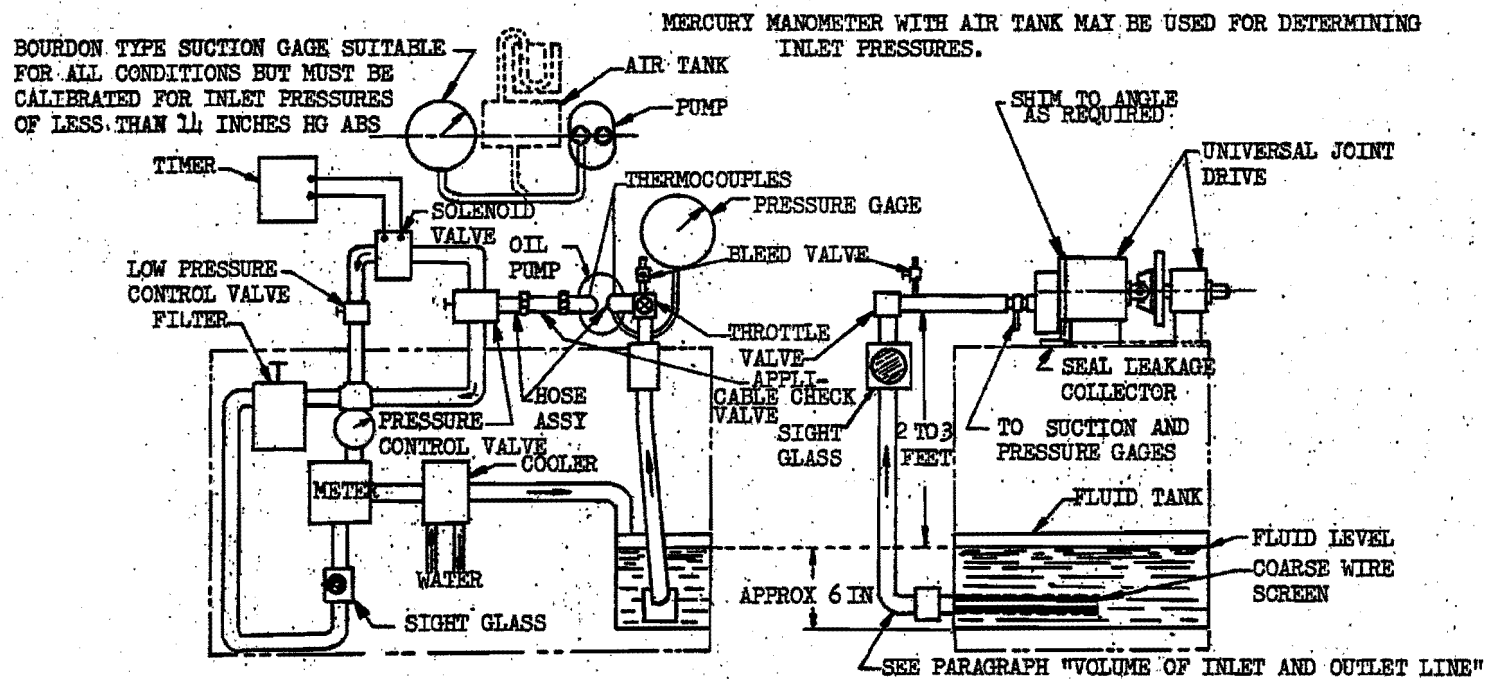 MERCURY MANOMETER WITH AIR TANK MAY BE USED FOR DETERMINING
INLET PRESSURES.
BOURDON TYPE SUCTION GAGE SUITABLE
FOR ALL CONDITIONS BUT MUST BE
CALIBRATED FOR INLET PRESSURES
OF LESS THAN 14 INCHES HG ABS
AIR TANK
PUMP
SHIM TO ANGLE
AS REQUIRED
UNIVERSAL JOINT
DRIVE
TIMER
THERMOCOUPLES
PRESSURE GAGE
SOLENOID
VALVE
OIL
PUMP
BLEED VALVE
LOW PRESSURE
CONTROL VALVE
FILTER
THROTTLE
VALVE
APPLI-
CABLE CHECK
VALVE
SEAL LEAKAGE
COLLECTOR
HOSE
ASSY
PRESSURE
CONTROL VALVE
SIGHT
GLASS
2 TO 3
FEET
TO SUCTION AND
PRESSURE GAGES
COOLER
METER
FLUID TANK
FLUID LEVEL
COARSE WIRE
SCREEN
WATER
APPROX 6 IN
SIGHT GLASS
SEE PARAGRAPH "VOLUME OF INLET AND OUTLET LINE"